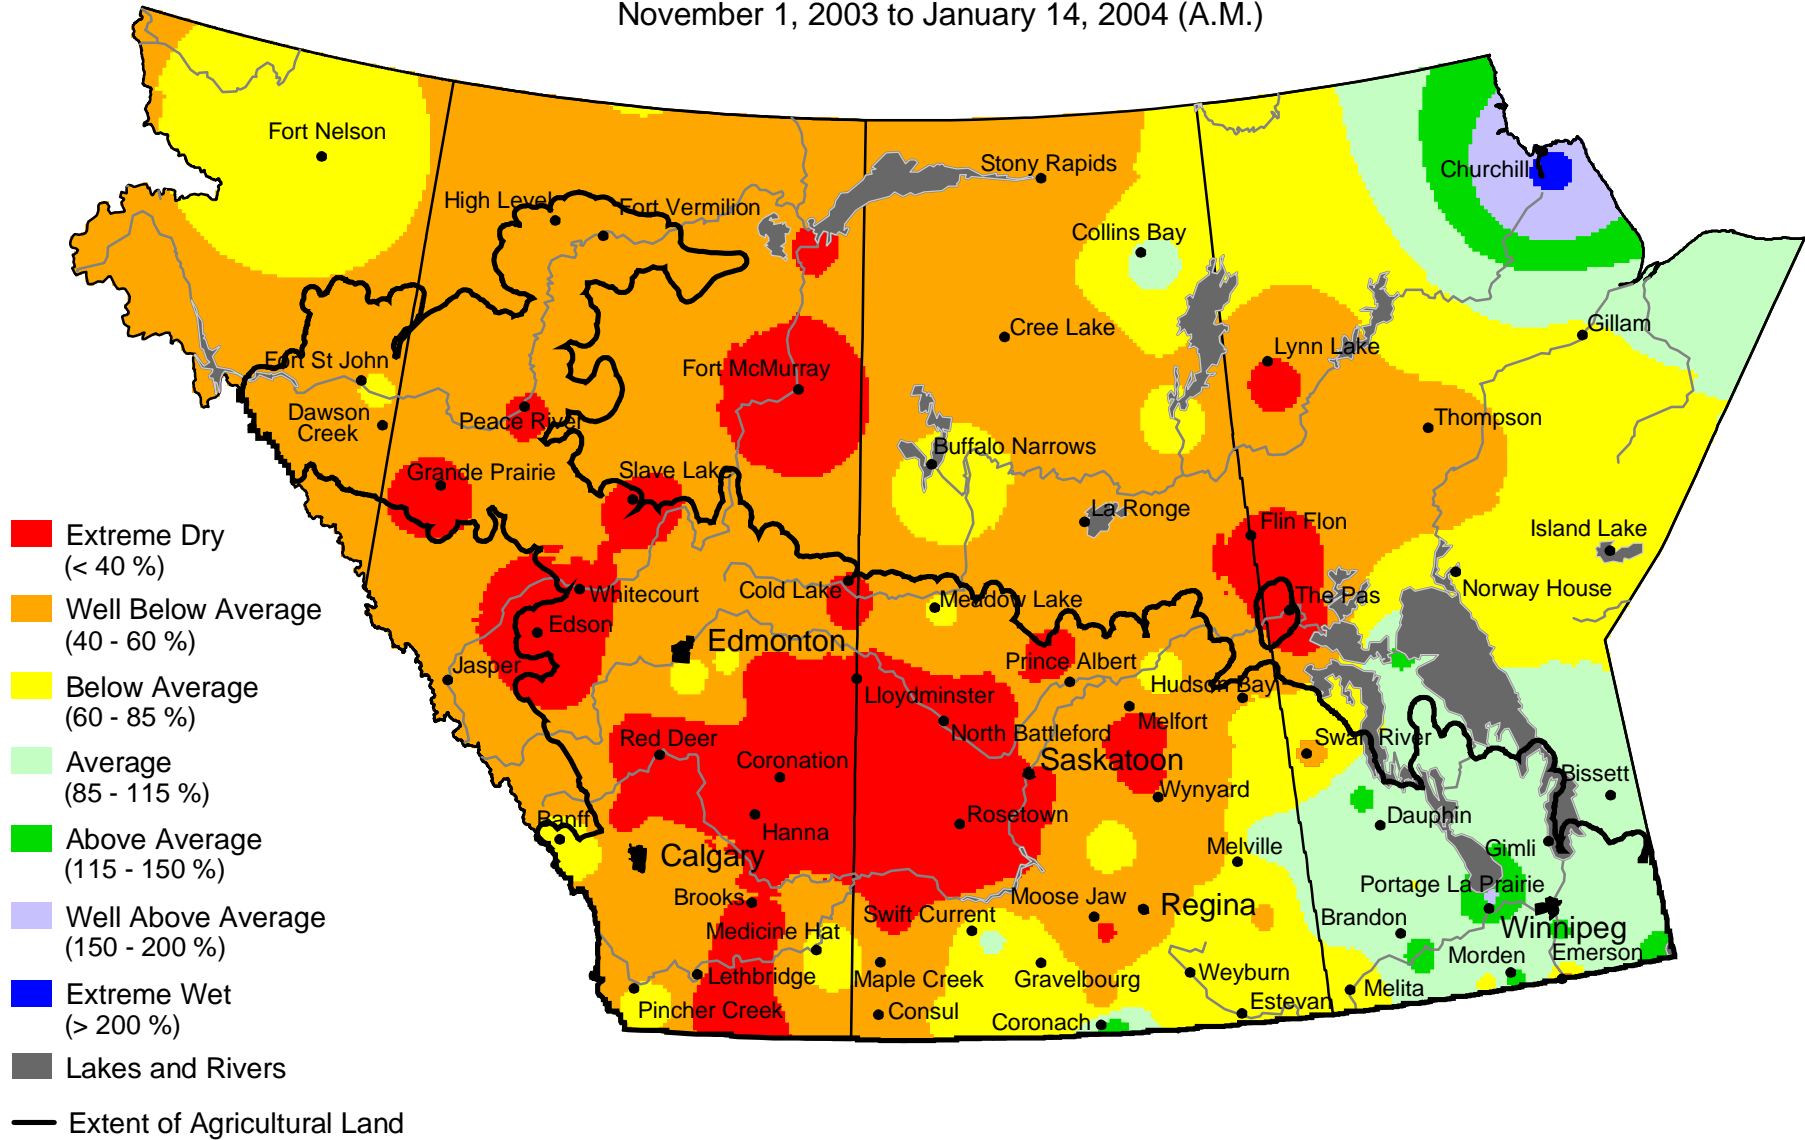 November 1, 2003 to January 14, 2004 (A.M.)
Fort Nelson
Stony Rapids
Churchill
High Level
Fort Vermilion
Collins Bay
Cree Lake
Gillam
Lynn Lake
Fort St John
Fort McMurray
Dawson
Creek
Peace River
Thompson
Buffalo Narrows
Grande Prairie
Slave Lake
La Ronge
Flin Flon
Island Lake
Whitecourt
Cold Lake
Meadow Lake
The Pas
Norway House
Edson
Edmonton
Jasper
Prince Albert
Hudson Bay
Lloydminster
North Battleford
Melfort
Red Deer
Coronation
Saskatoon
Swan River
Bissett
Wynyard
Banff
Hanna
Rosetown
Dauphin
Calgary
Melville
Gimli
Portage La Prairie
Brooks
Swift Current
Moose Jaw
Regina
Brandon
Winnipeg
Medicine Hat
Lethbridge
Maple Creek
Gravelbourg
Weyburn
Morden
Emerson
Pincher Creek
Consul
Coronach
Estevan
Melita
Extreme Dry
(< 40 %)
Well Below Average
(40 - 60 %)
Below Average
(60 - 85 %)
Average
(85 - 115 %)
Above Average
(115 - 150 %)
Well Above Average
(150 - 200 %)
Extreme Wet
(> 200 %)
Lakes and Rivers
Extent of Agricultural Land